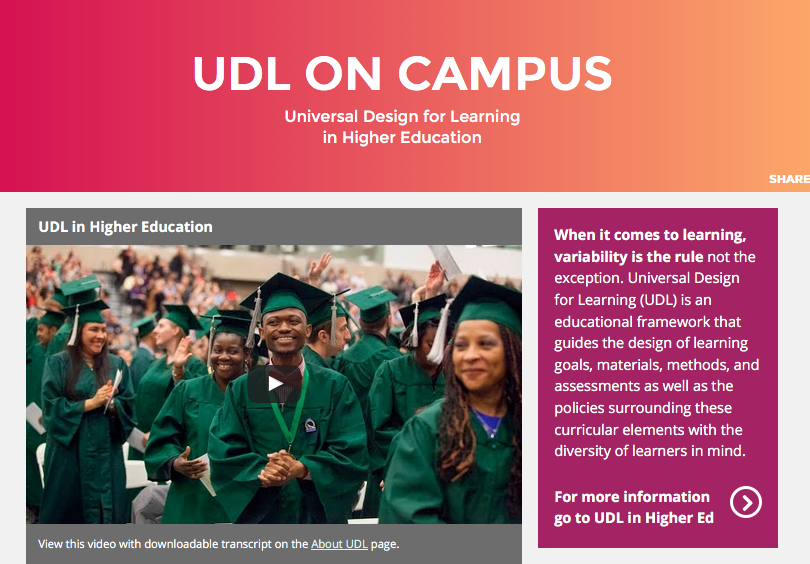 UDL ON CAMPUS
Universal Design for Learning
in Higher Education
SHARE
UDL in Higher Education
View this video with downloadable transcript on the About UDL page.
When it comes to learning,
variability is the rule not the
exception. Universal Design
for Learning (UDL) is an
educational framework that
guides the design of learning
goals, materials, methods, and
assessments as well as the
policies surrounding these
curricular elements with the
diversity of learners in mind.
For more information
go to UDL in Higher Ed